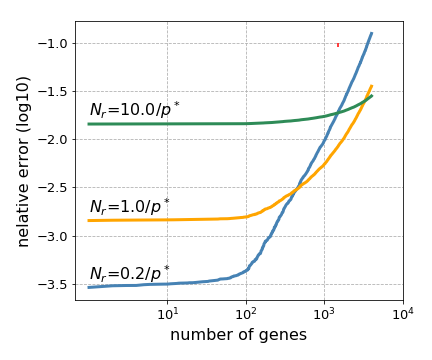 −1.0
−1.5
−2.0
−2.5
−3.0
−3.5
nelative error (log10)
N_r=10.0/p*
N_r=1.0/p*
N_r=0.2/p*
10^1
10^2
10^3
10^4
number of genes